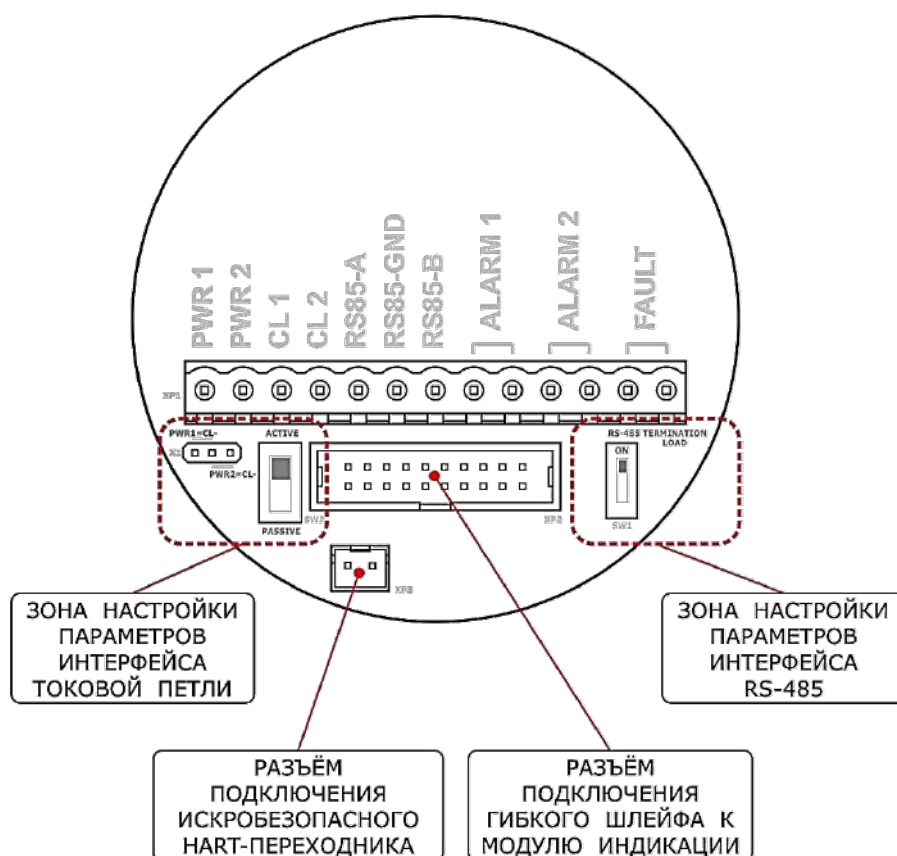 PWR 1
PWR 2
CL 1
CL 2
RS85-A
RS85-GND
RS85-B
ALARM 1
ALARM 2
FAULT
XP1
PWR1=CL-
X1
PWR2=CL-
ACTIVE
PASSIVE
RS-485 TERMINATION
LOAD
ON
SW1
ЗОНА НАСТРОЙКИ
ПАРАМЕТРОВ
ИНТЕРФЕЙСА
ТОКОВОЙ ПЕТЛИ
ЗОНА НАСТРОЙКИ
ПАРАМЕТРОВ
ИНТЕРФЕЙСА
RS-485
РАЗЪЁМ
ПОДКЛЮЧЕНИЯ
ИСКРОБЕЗОПАСНОГО
HART-ПЕРЕХОДНИКА
РАЗЪЁМ
ПОДКЛЮЧЕНИЯ
ГИБКОГО ШЛЕЙФА К
МОДУЛЮ ИНДИКАЦИИ